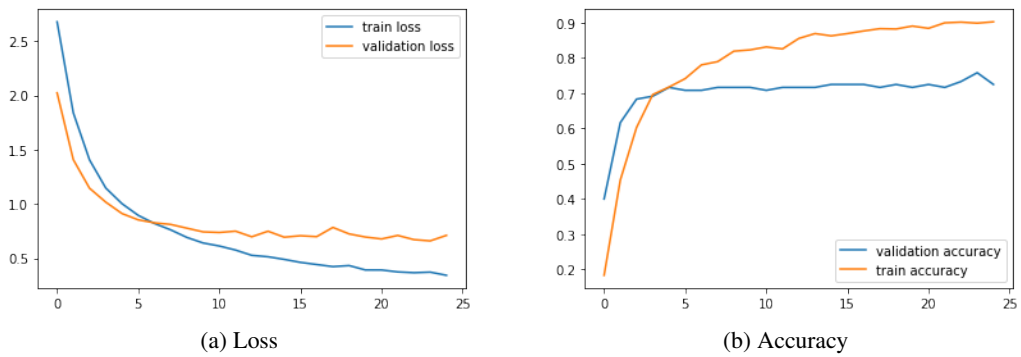 train loss
validation loss
2.5
2.0
1.5
1.0
0.5
0 5 10 15 20 25
(a) Loss
0.9
0.8
0.7
0.6
0.5
0.4
0.3
0.2
validation accuracy
train accuracy
0 5 10 15 20 25
(b) Accuracy